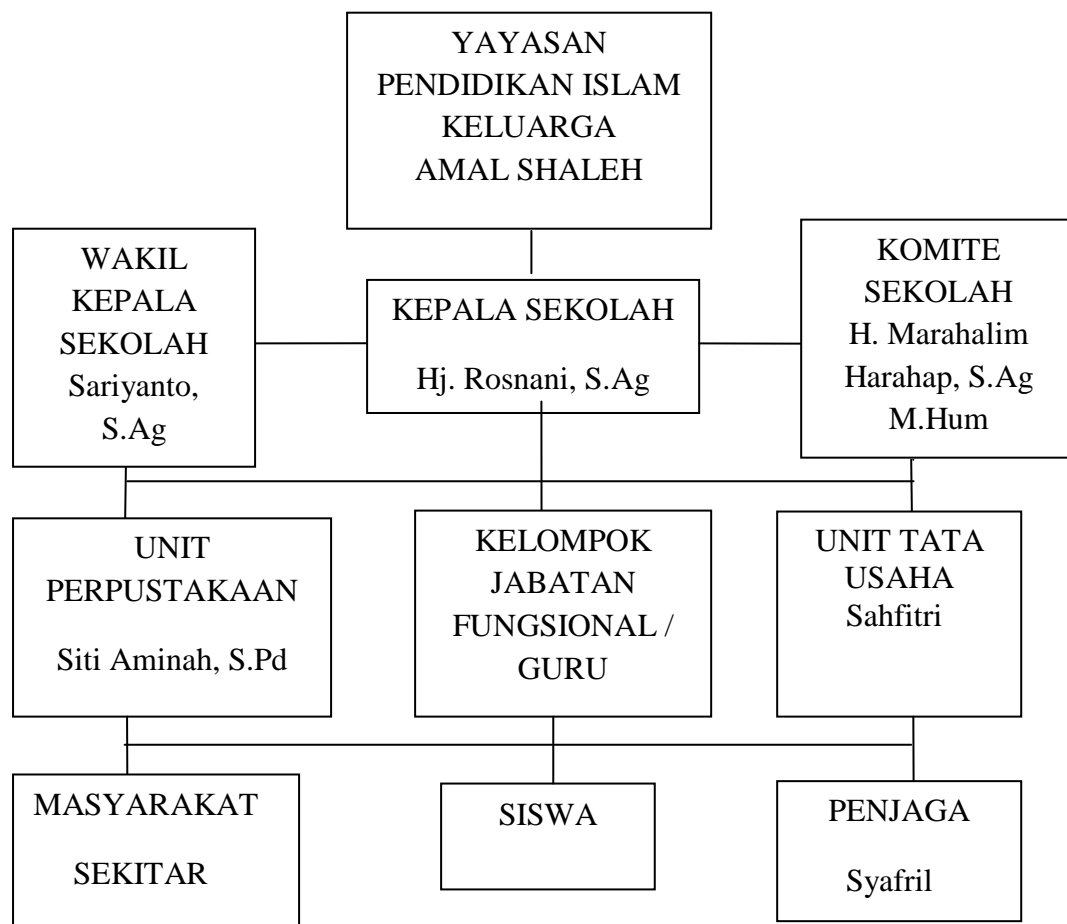 YAYASAN
PENDIDIKAN ISLAM
KELUARGA
AMAL SHALEH
WAKIL
KEPALA
SEKOLAH
Sariyanto,
S.Ag
KEPALA SEKOLAH
Hj. Rosnani, S.Ag
KOMITE
SEKOLAH
H. Marahalim
Harahap, S.Ag
M.Hum
UNIT
PERPUSTAKAAN
Siti Aminah, S.Pd
KELOMPOK
JABATAN
FUNGSIONAL /
GURU
UNIT TATA
USAHA
Sahfitri
MASYARAKAT
SEKITAR
SISWA
PENJAGA
Syafril